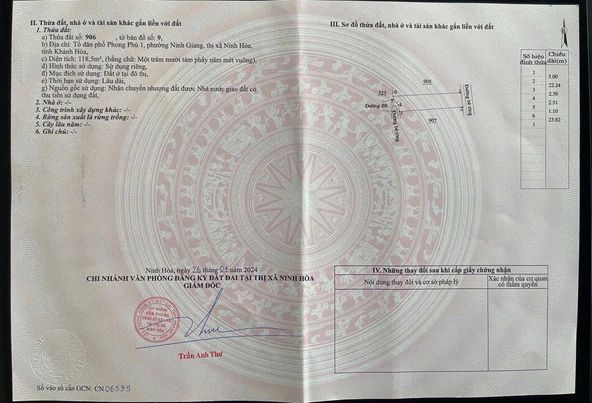 II. Thửa đất, nhà ở và tài sản khác gắn liền với đất
1. Thửa đất:
a) Thửa đất số: 906 , tờ bản đồ số: 9,
b) Địa chỉ: Tổ dân phố Phong Phú 1, phường Ninh Giang, thị xã Ninh Hòa,
tỉnh Khánh Hòa,
c) Diện tích: 118,5m², (bằng chữ: Một trăm mười tám phẩy năm mét vuông),
d) Hình thức sử dụng: Sử dụng riêng,
đ) Mục đích sử dụng: Đất ở tại đô thị,
e) Thời hạn sử dụng: Lâu dài,
g) Nguồn gốc sử dụng: Nhận chuyển nhượng đất được Nhà nước giao đất có
thu tiền sử dụng đất,
2. Nhà ở: -/-
3. Công trình xây dựng khác: -/-
4. Rừng sản xuất là rừng trồng: -/-
5. Cây lâu năm: -/-
6. Ghi chú: -/-
Ninh Hòa, ngày 26 tháng 01 năm 2024
CHI NHÁNH VĂN PHÒNG ĐĂNG KÝ ĐẤT ĐAI TẠI THỊ XÃ NINH HÒA
GIÁM ĐỐC
Trần Anh Thư
Số vào sổ cấp GCN: CN 06595
III. Sơ đồ thửa đất, nhà ở và tài sản khác gắn liền với đất
905
323
Đường đất
Đường bê tông
Đường bê tông
907
Số hiệu đỉnh thửa
Chiều dài(m)
1
5.00
2
22.24
3
2.30
4
2.51
5
1.10
6
23.82
1
IV. Những thay đổi sau khi cấp giấy chứng nhận
Nội dung thay đổi và cơ sở pháp lý
Xác nhận của cơ quan
có thẩm quyền